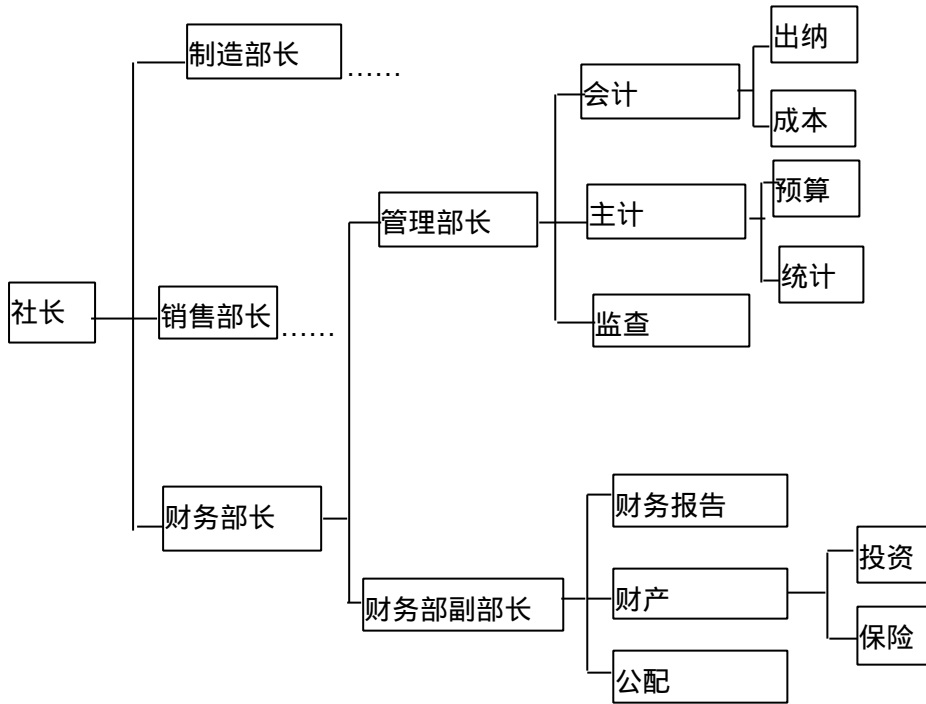 出纳
制造部长
……
会计
成本
预算
管理部长
主计
统计
社长
销售部长
……
监查
财务部长
财务报告
投资
财务部副部长
财产
保险
公配